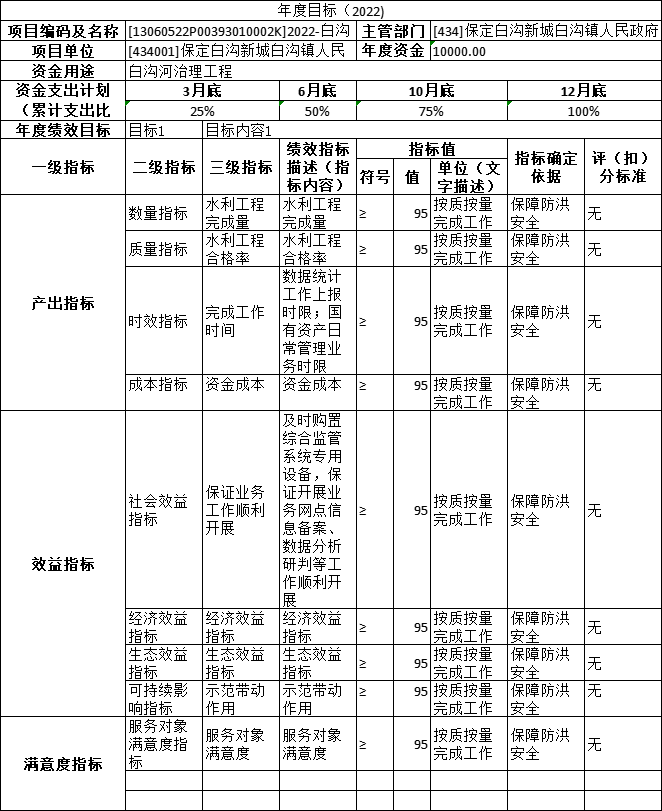 年度目标（2022）
项目编码及名称 [13060522P00393010002K]2022-白沟 主管部门 [434]保定白沟新城白沟镇人民政府
项目单位 [434001]保定白沟新城白沟镇人民 年度资金 10000.00
资金用途 白沟河治理工程
资金支出计划 3月底 6月底 10月底 12月底
（累计支出比 25% 50% 75% 100%
年度绩效目标 目标1 目标内容1
一级指标 二级指标 三级指标
绩效指标
描述（指
标内容）
指标值
符号 值
单位（文
字描述）
指标确定
依据
评（扣）
分标准
产出指标
数量指标
水利工程
完成量
水利工程
完成量
≥ 95
按质按量
完成工作
保障防洪
安全
无
质量指标
水利工程
合格率
水利工程
合格率
≥ 95
按质按量
完成工作
保障防洪
安全
无
时效指标
完成工作
时间
数据统计
工作上报
时限；国
有资产日
常管理业
务时限
≥ 95
按质按量
完成工作
保障防洪
安全
无
成本指标 资金成本 资金成本 ≥ 95
按质按量
完成工作
保障防洪
安全
无
效益指标
社会效益
指标
保证业务
工作顺利
开展
及时购置
综合监管
系统专用
设备，保
证开展业
务网点信
息备案、
数据分析
研判等工
作顺利开
展
≥ 95
按质按量
完成工作
保障防洪
安全
无
经济效益
指标
经济效益
指标
经济效益
指标
≥ 95
按质按量
完成工作
保障防洪
安全
无
生态效益
指标
生态效益
指标
生态效益
指标
≥ 95
按质按量
完成工作
保障防洪
安全
无
可持续影
响指标
示范带动
作用
示范带动
作用
≥ 95
按质按量
完成工作
保障防洪
安全
无
满意度指标
服务对象
满意度指
标
服务对象
满意度
服务对象
满意度
≥ 95
按质按量
完成工作
保障防洪
安全
无